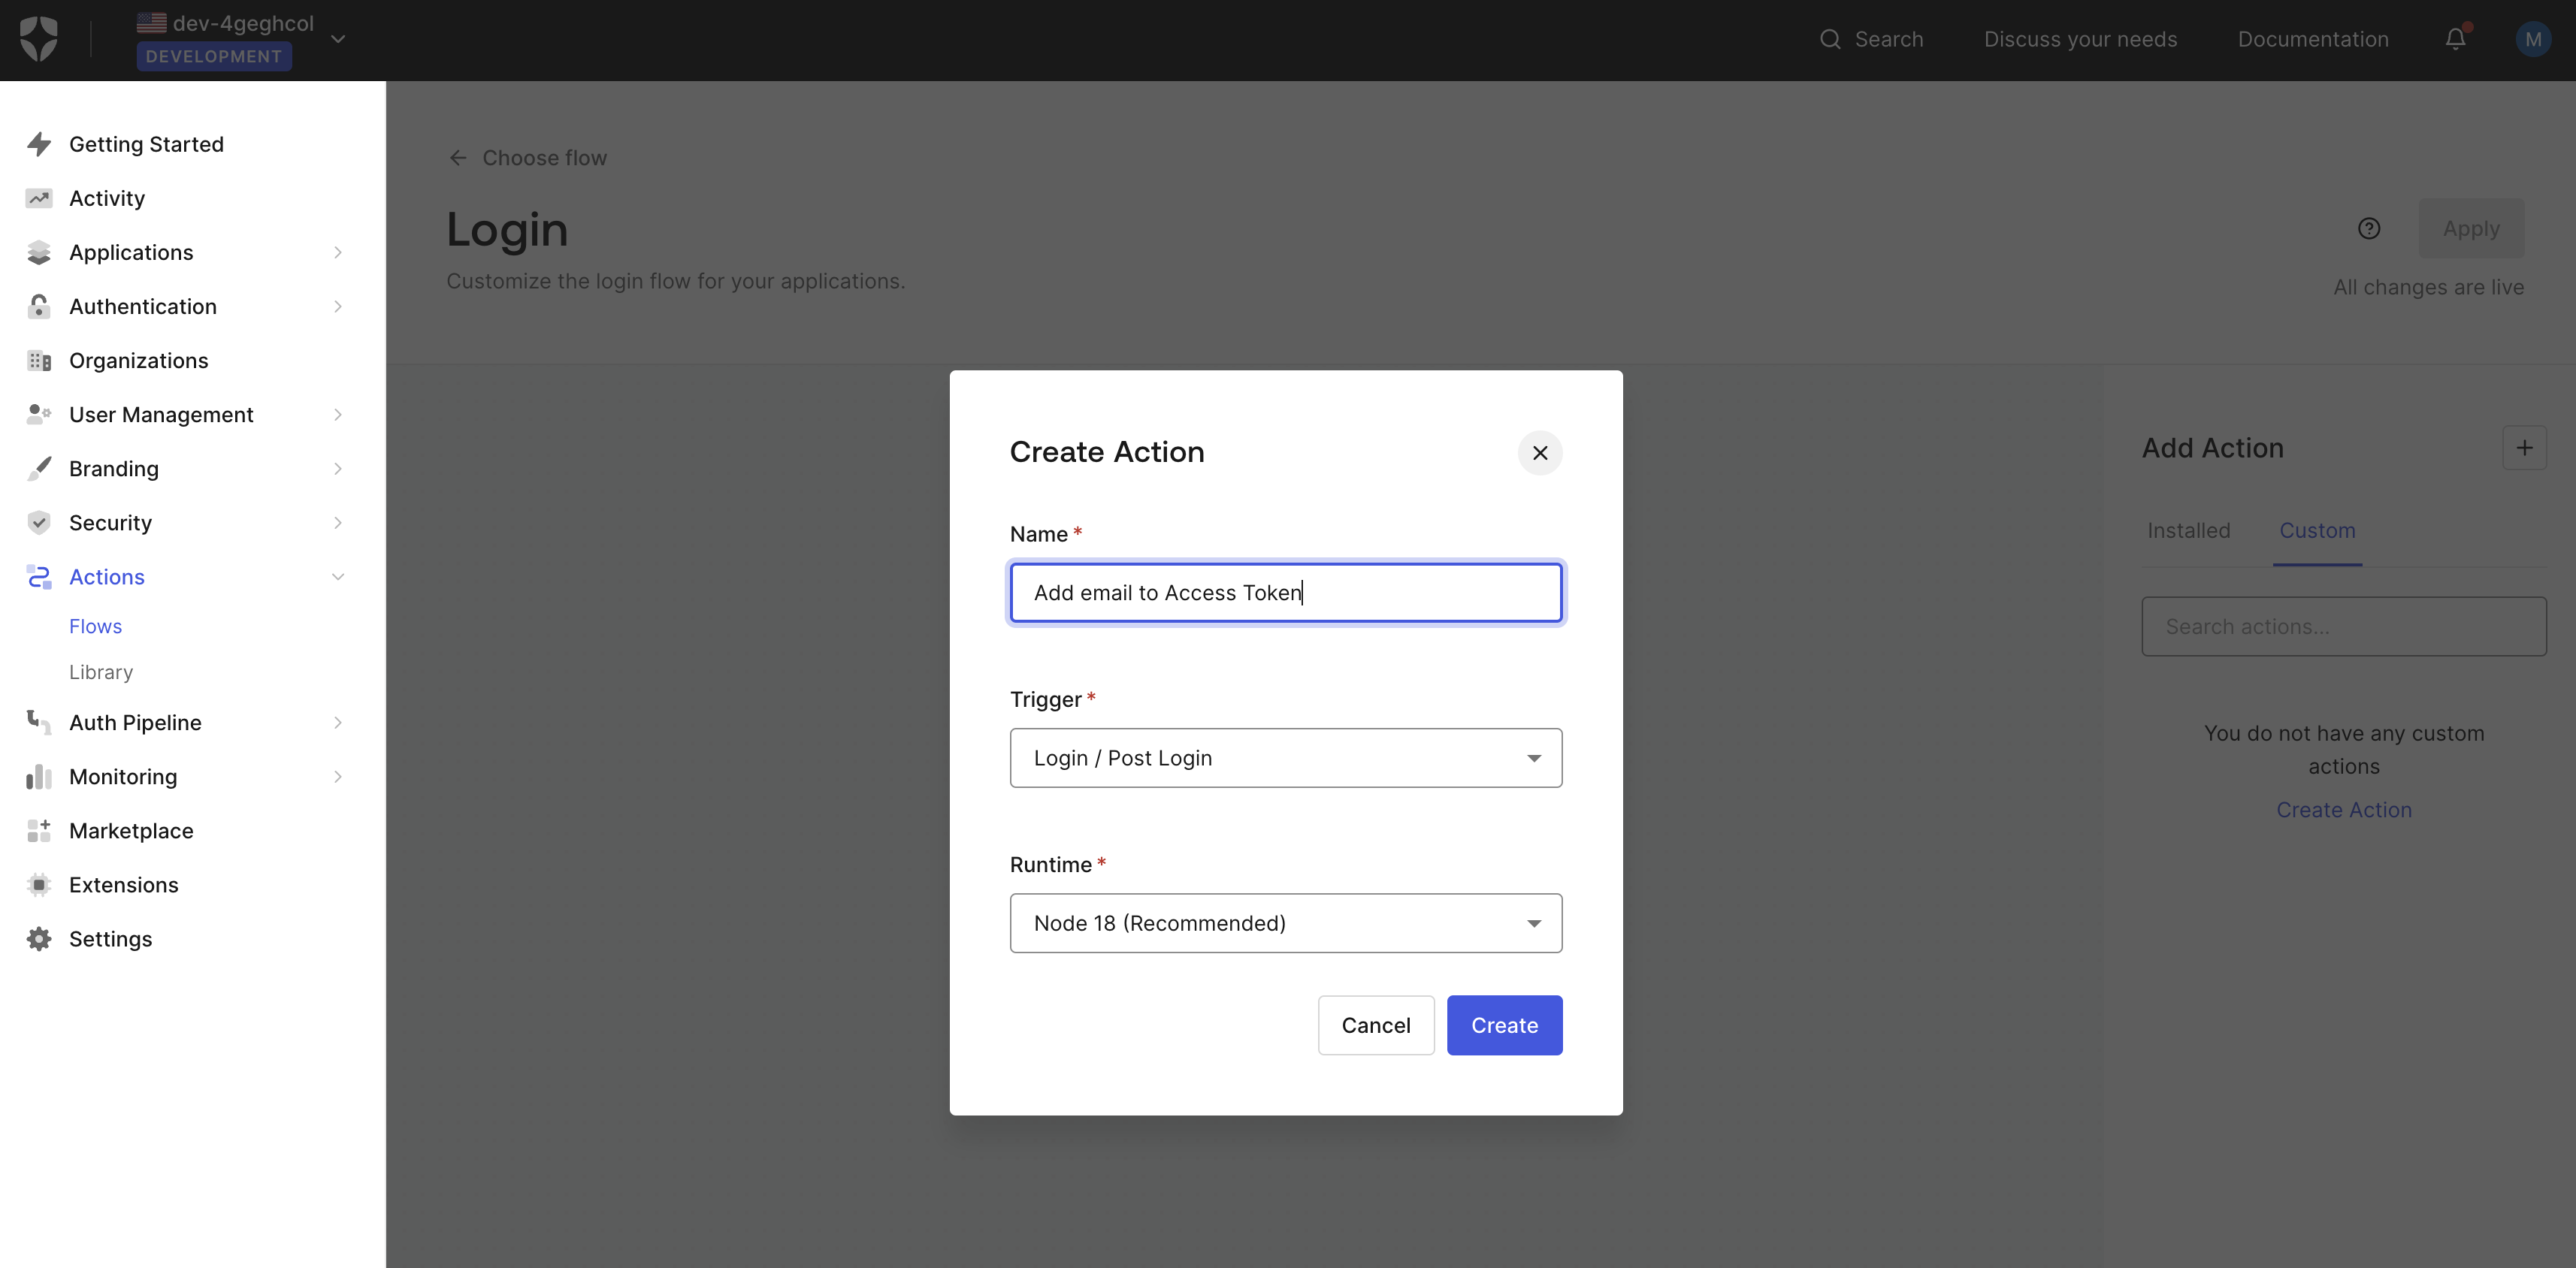 dev-4geghcol
DEVELOPMENT
Search
Discuss your needs
Documentation
M
Getting Started
Activity
Applications
Authentication
Organizations
User Management
Branding
Security
Actions
Flows
Library
Auth Pipeline
Monitoring
Marketplace
Extensions
Settings
Choose flow
Login
Customize the login flow for your applications.
Apply
All changes are live
Create Action
Name *
Add email to Access Token
Trigger *
Login / Post Login
Runtime *
Node 18 (Recommended)
Cancel
Create
Add Action
Installed
Custom
Search actions...
You do not have any custom
actions
Create Action